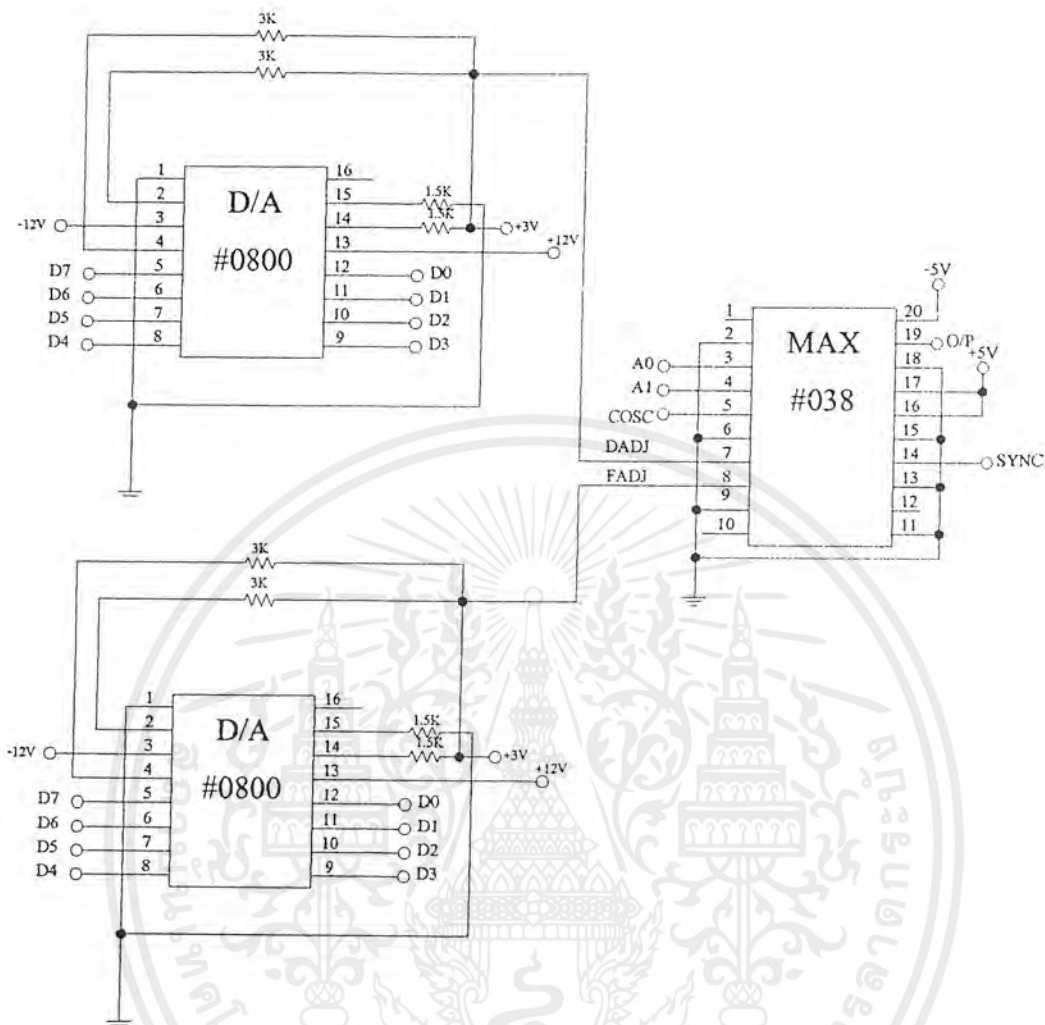 3K
3K
1 16
2 15 1.5K
D/A
-12V 3 14 1.5K +3V
#0800
4 13 +12V
D7 5 12 D0
D6 6 11 D1
D5 7 10 D2
D4 8 9 D3
-5V
1 20
2 MAX 19 O/P
A0 3 18 +5V
A1 4 #038 17
COSC 5 16
6 15
DADJ 7 14 SYNC
FADJ 8 13
9 12
10 11
3K
3K
1 16
2 D/A 15 1.5K
-12V 3 14 1.5K +3V
4 #0800 13 +12V
D7 5 12 D0
D6 6 11 D1
D5 7 10 D2
D4 8 9 D3